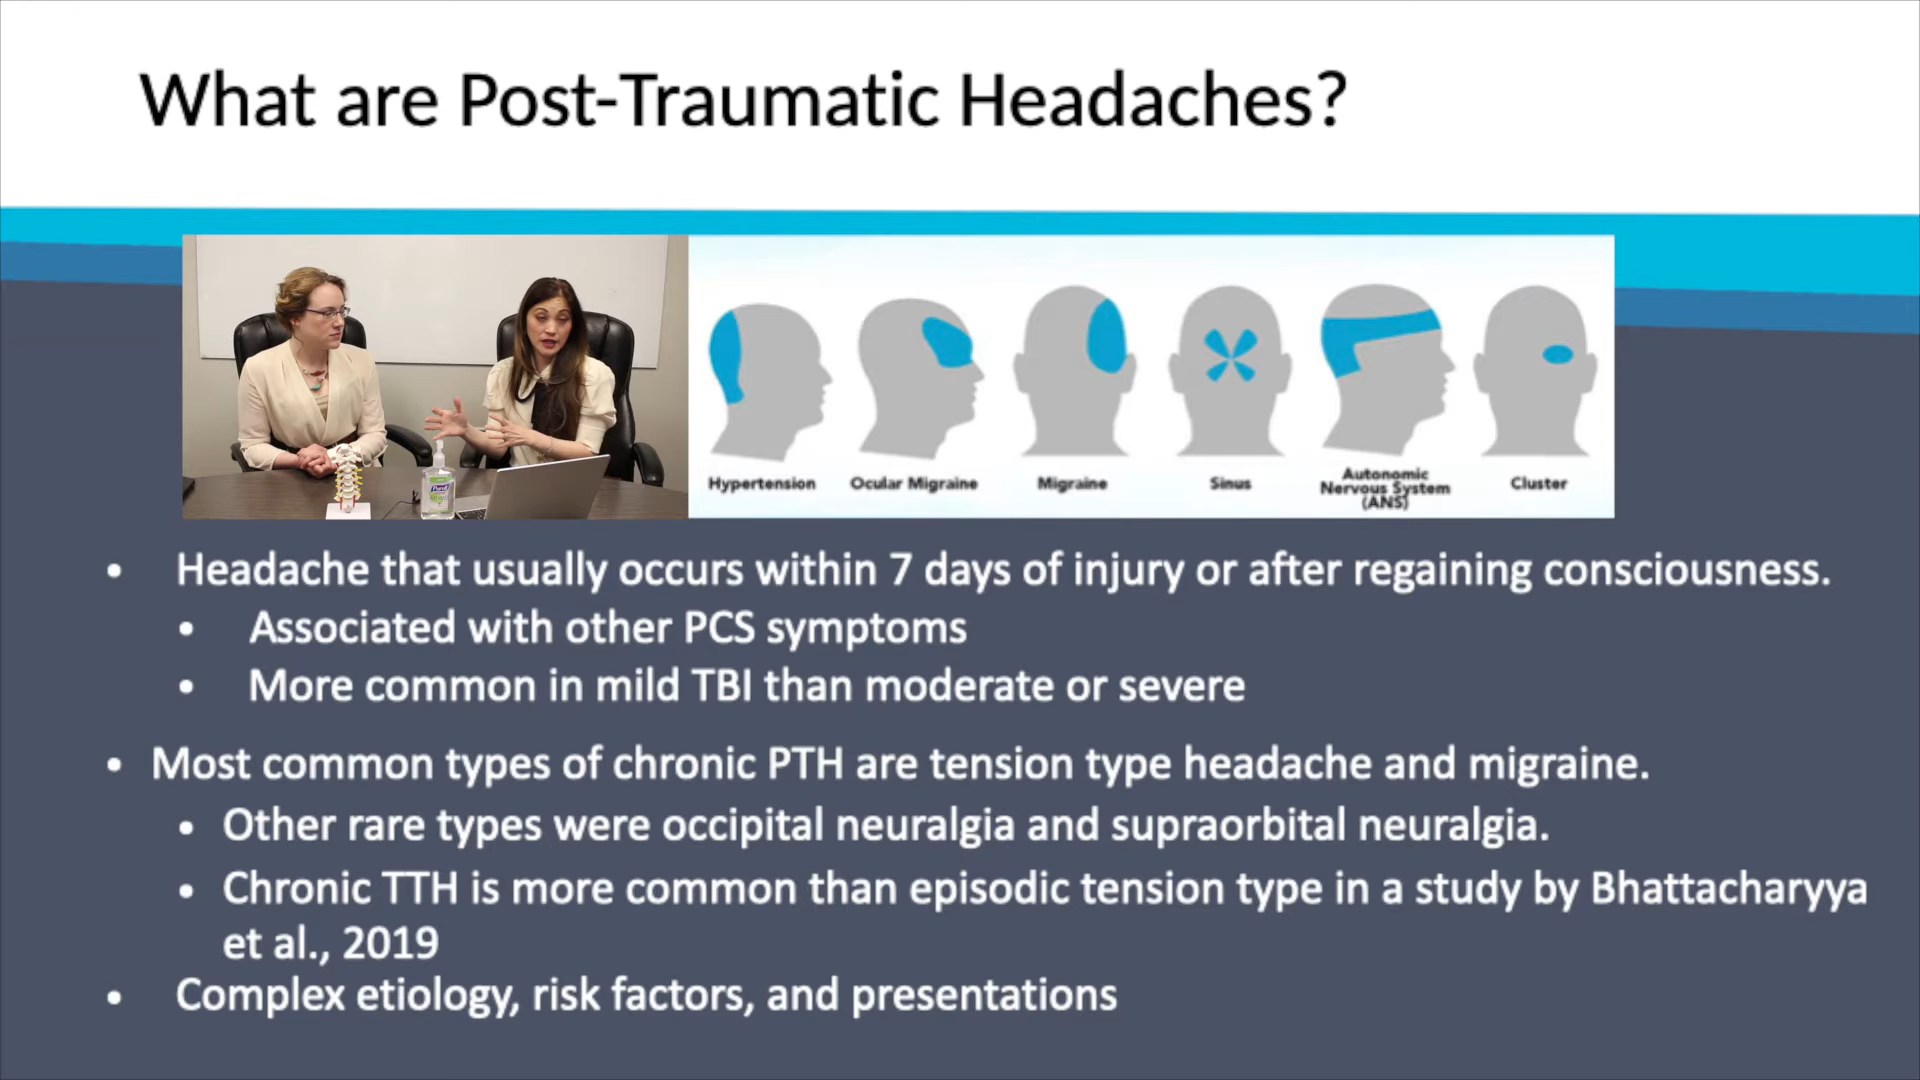 What are Post-Traumatic Headaches?
Hypertension
Ocular Migraine
Migraine
Sinus
Autonomic
Nervous System
(ANS)
Cluster
Purell
• Headache that usually occurs within 7 days of injury or after regaining consciousness.
• Associated with other PCS symptoms
• More common in mild TBI than moderate or severe
• Most common types of chronic PTH are tension type headache and migraine.
• Other rare types were occipital neuralgia and supraorbital neuralgia.
• Chronic TTH is more common than episodic tension type in a study by Bhattacharyya
et al., 2019
• Complex etiology, risk factors, and presentations